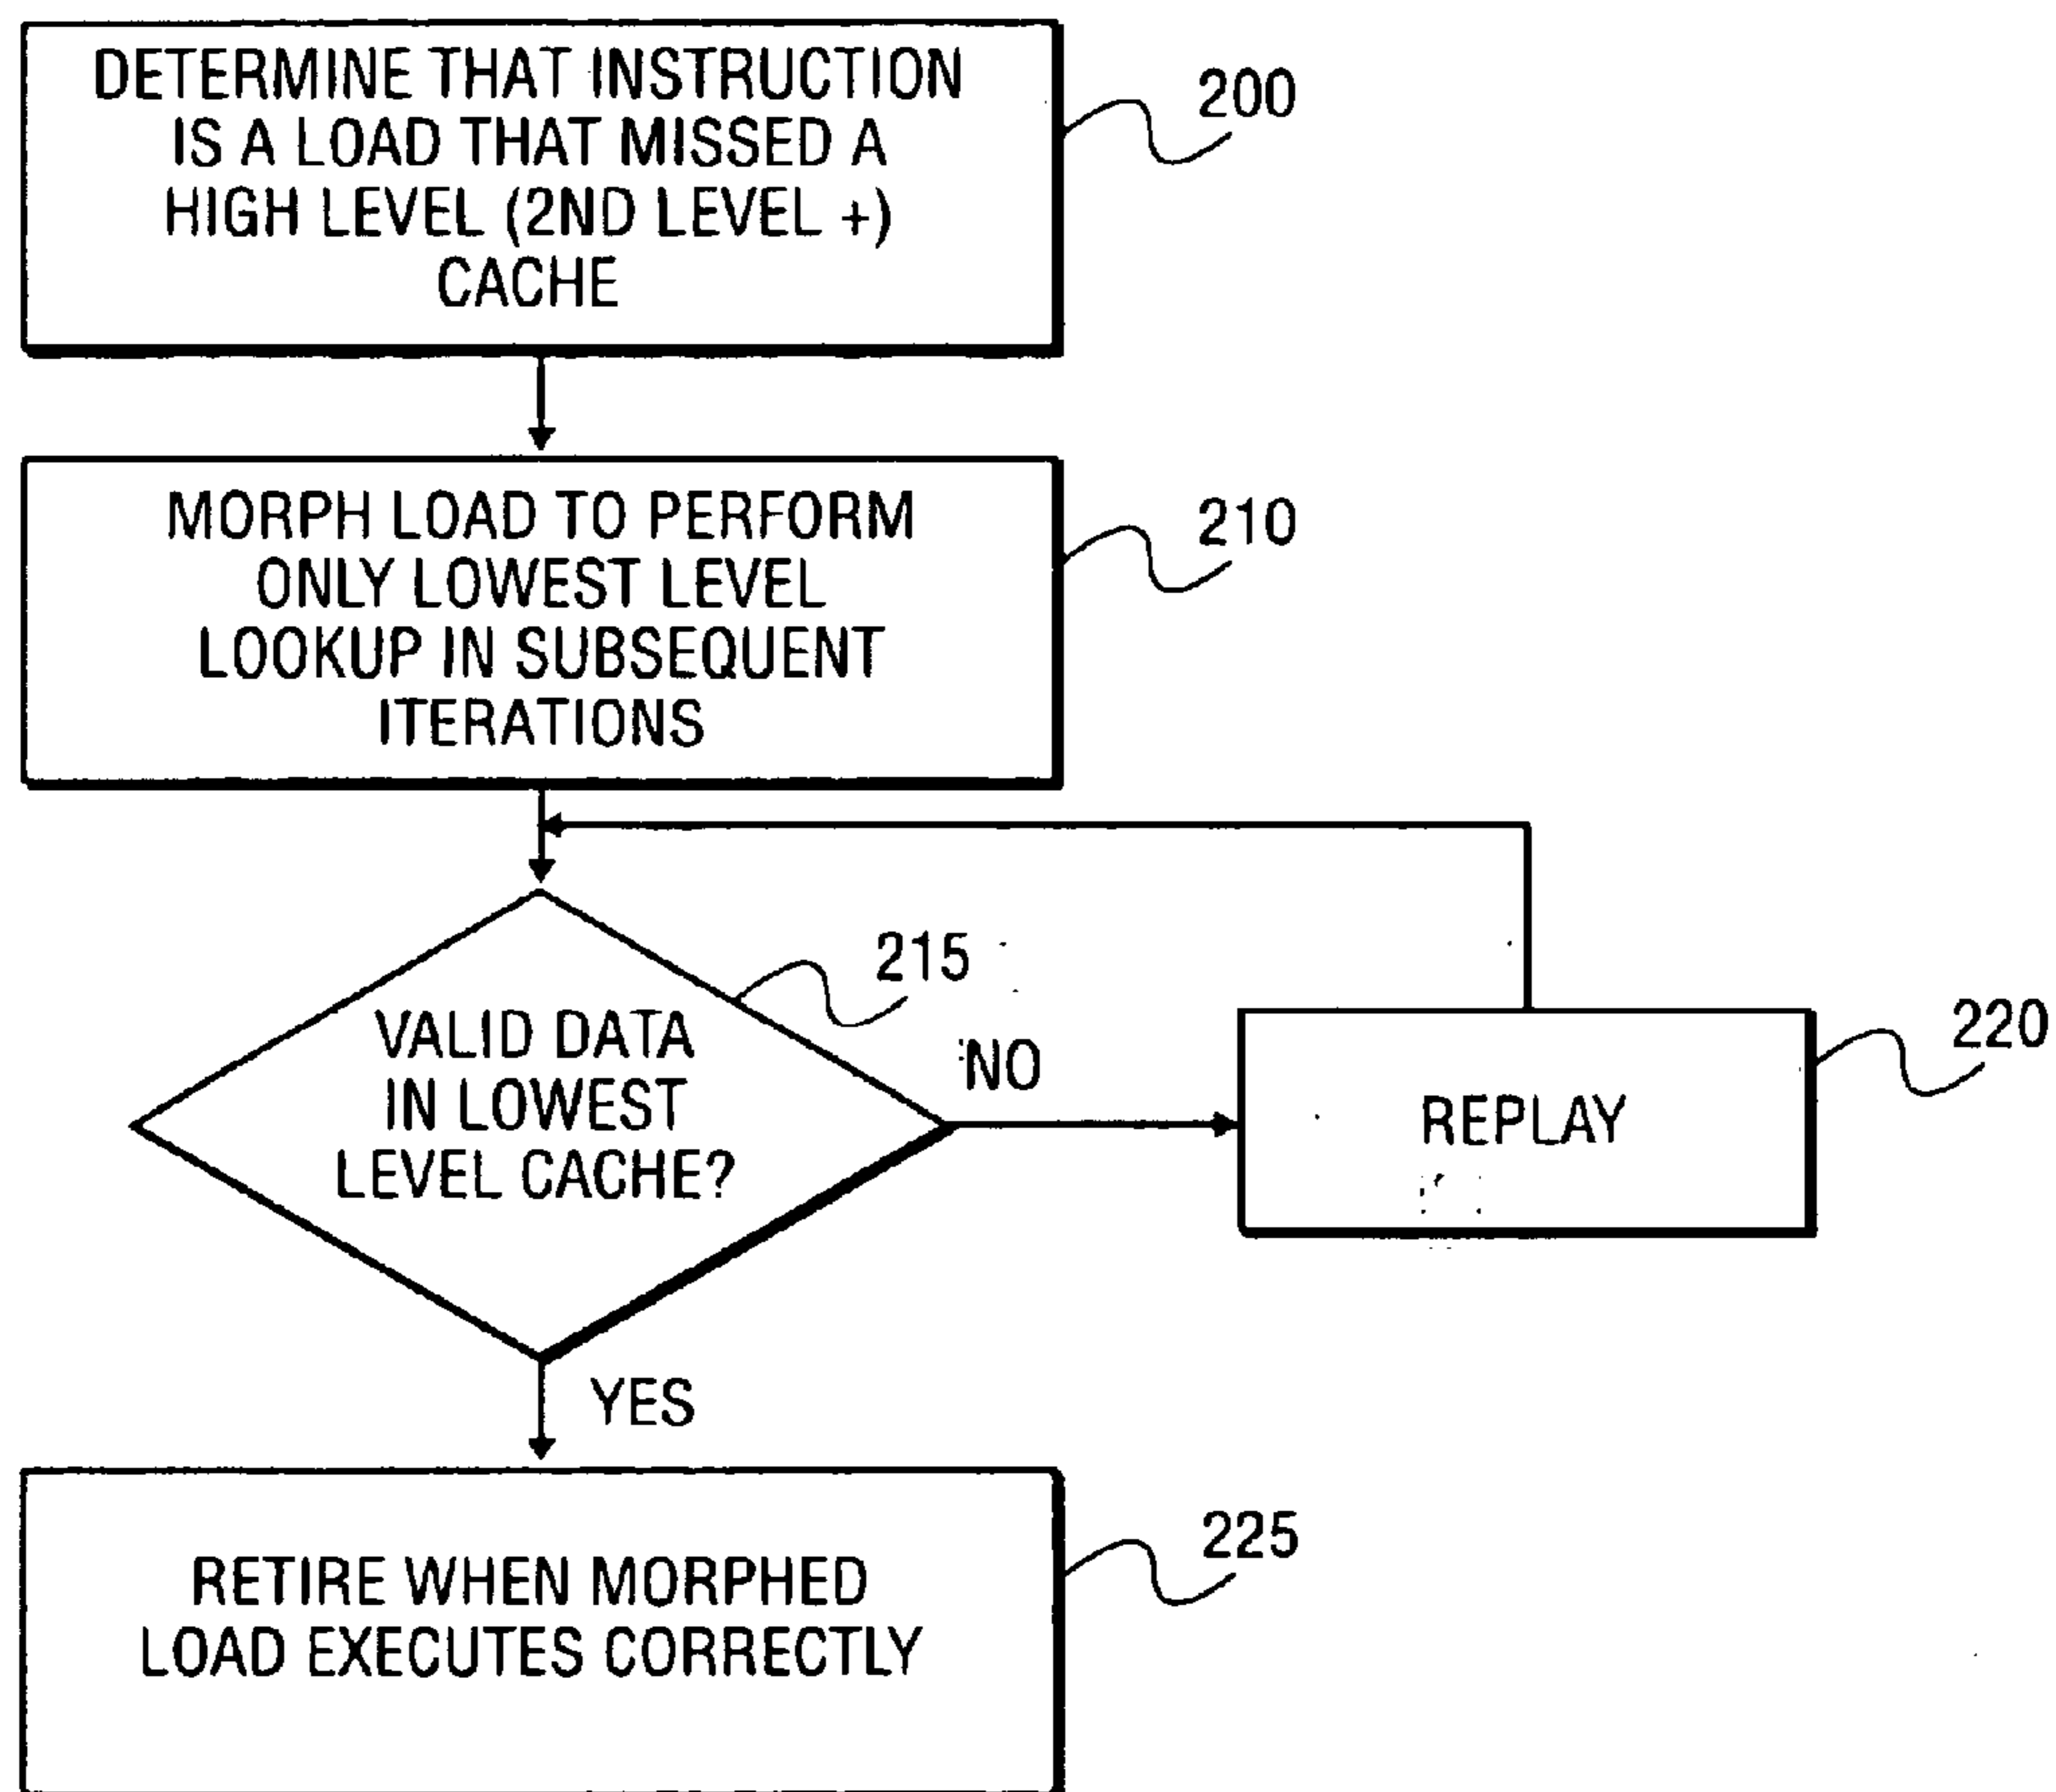 DETERMINE THAT INSTRUCTION
IS A LOAD THAT MISSED A
HIGH LEVEL (2ND LEVEL +)
CACHE
200
MORPH LOAD TO PERFORM
ONLY LOWEST LEVEL
LOOKUP IN SUBSEQUENT
ITERATIONS
210
VALID DATA
IN LOWEST
LEVEL CACHE?
215
NO
REPLAY
220
YES
RETIRE WHEN MORPHED
LOAD EXECUTES CORRECTLY
225